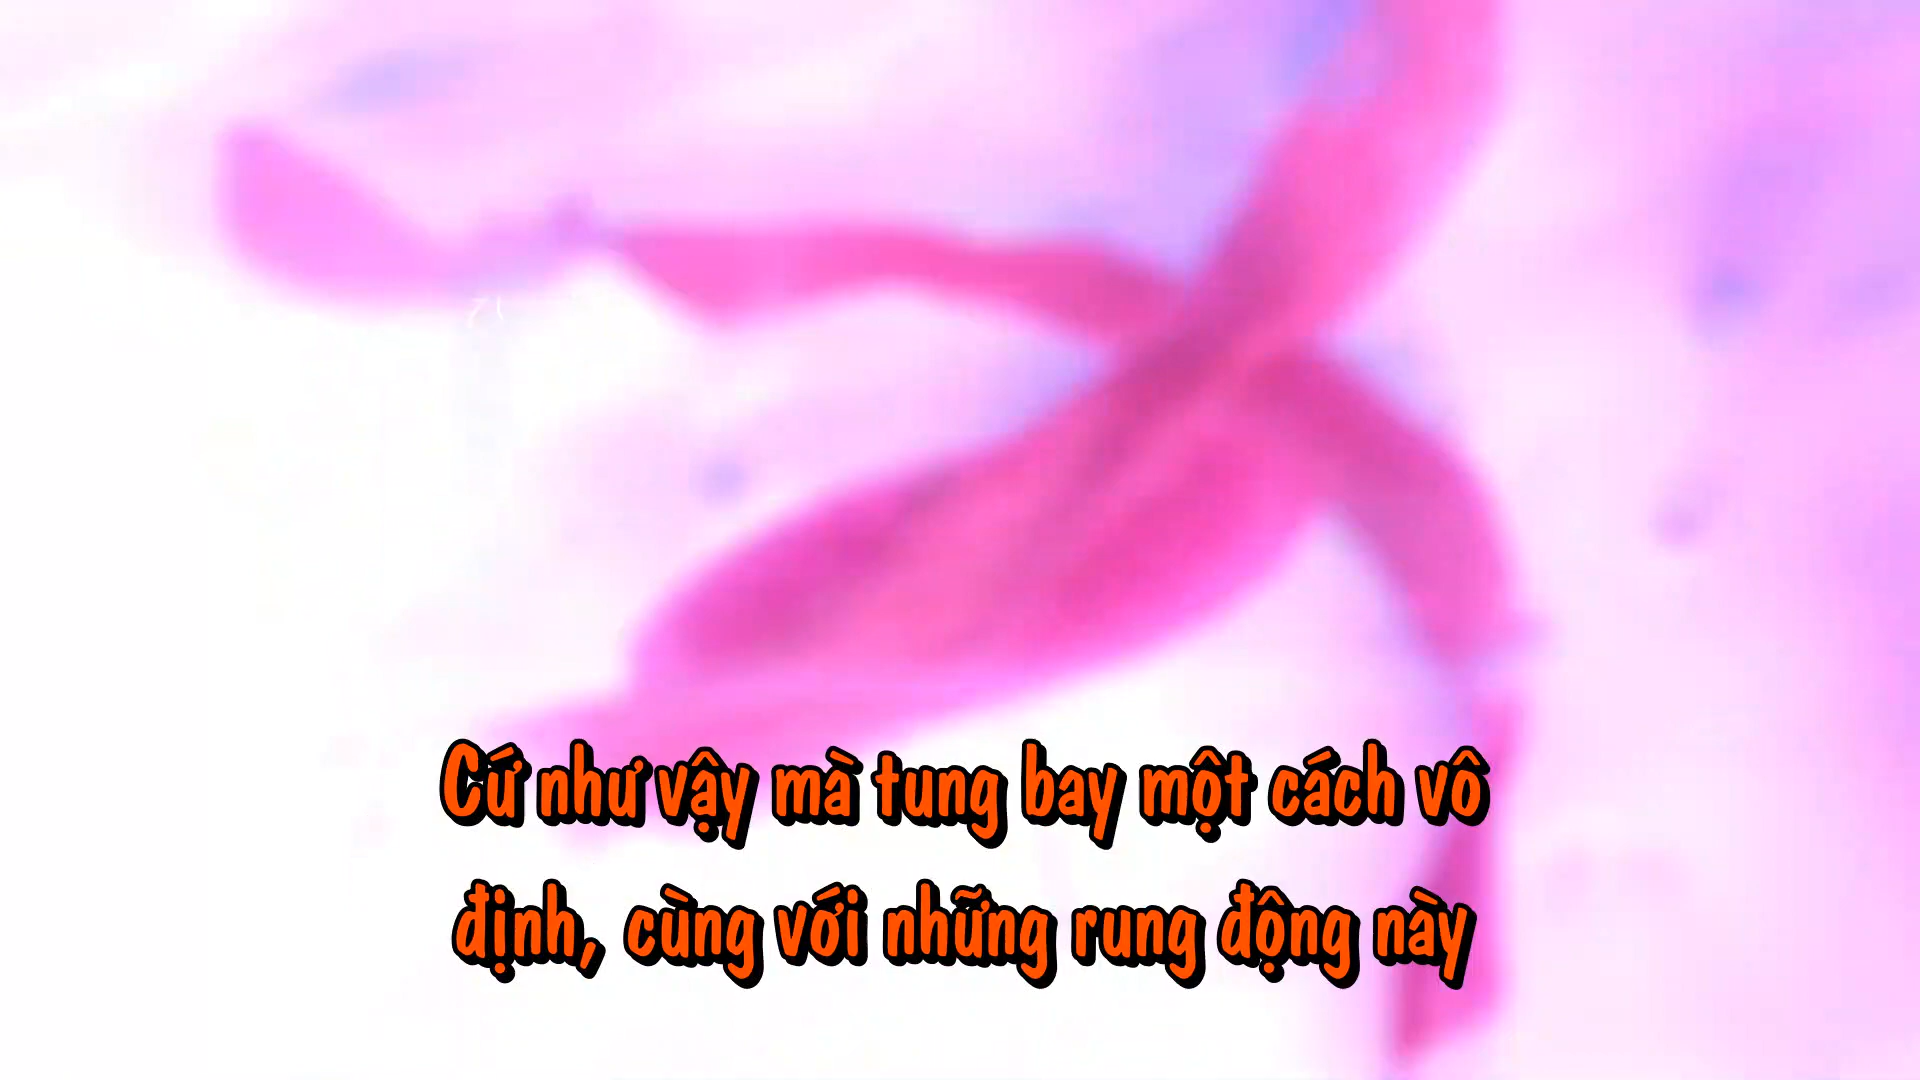 Cứ như vậy mà tung bay một cách vô
định, cùng với những rung động này